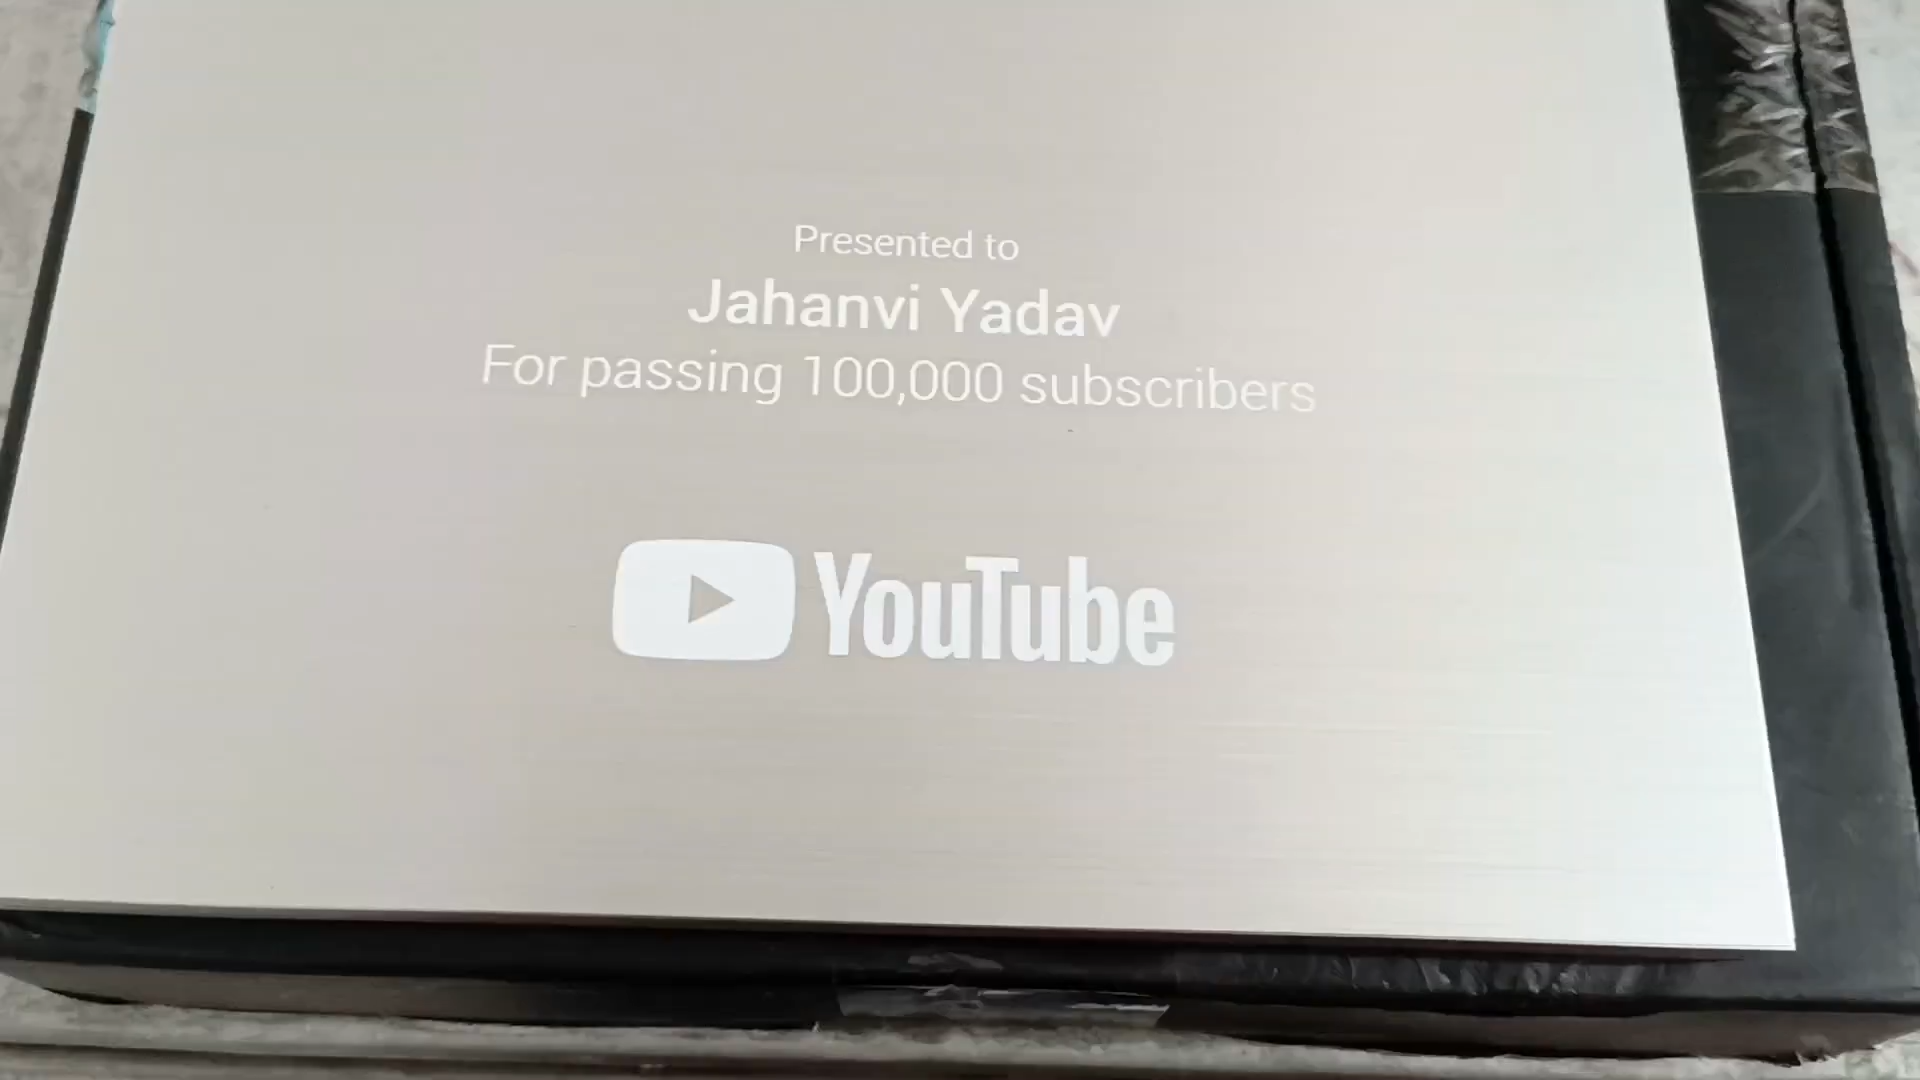 Presented to
Jahanvi Yadav
For passing 100,000 subscribers
YouTube